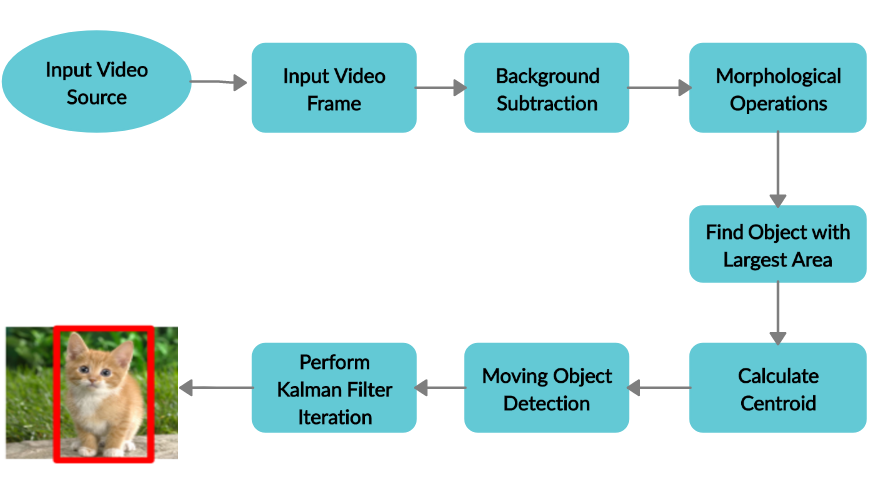 Input Video
Source
Input Video
Frame
Background
Subtraction
Morphological
Operations
Find Object with
Largest Area
Calculate
Centroid
Moving Object
Detection
Perform
Kalman Filter
Iteration